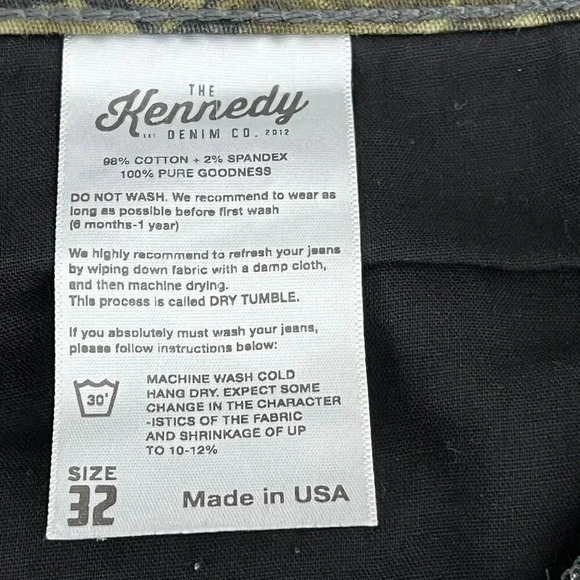 THE
Kennedy
EST DENIM CO. 2012
98% COTTON + 2% SPANDEX
100% PURE GOODNESS
DO NOT WASH. We recommend to wear as
long as possible before first wash
(6 months-1 year)
We highly recommend to refresh your jeans
by wiping down fabric with a damp cloth,
and then machine drying.
This process is called DRY TUMBLE.
If you absolutely must wash your jeans,
please follow instructions below:
30°
MACHINE WASH COLD
HANG DRY. EXPECT SOME
CHANGE IN THE CHARACTER
-ISTICS OF THE FABRIC
AND SHRINKAGE OF UP
TO 10-12%
SIZE
32
Made in USA